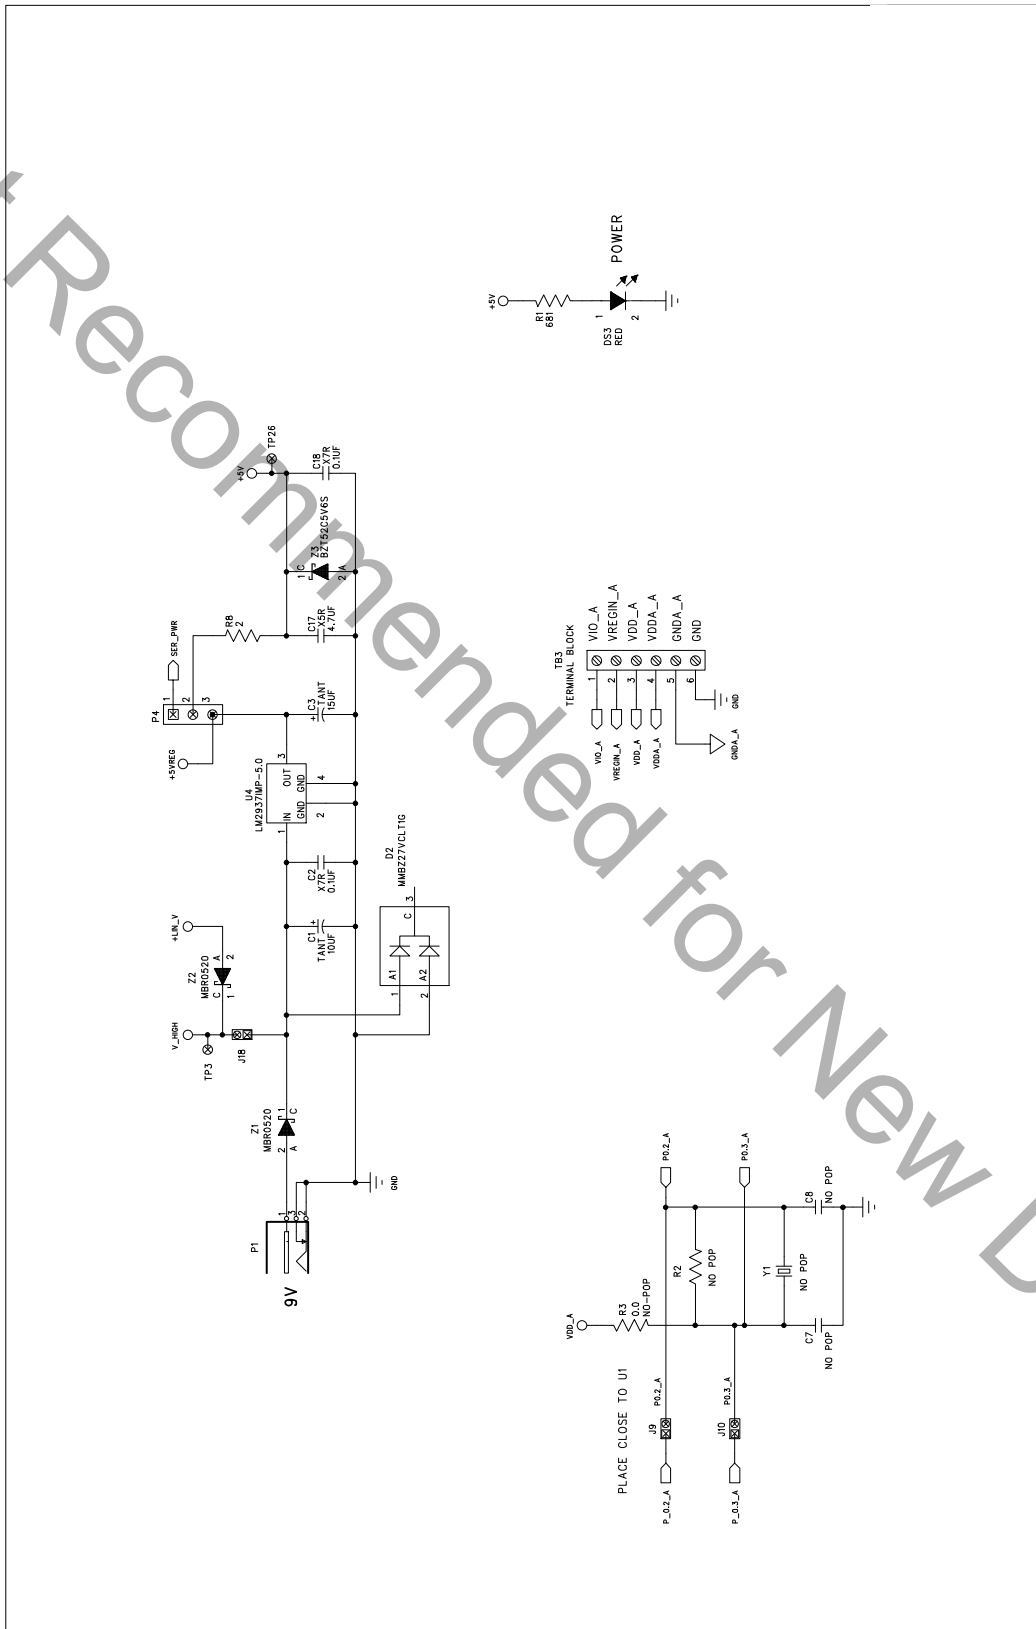 t Recommended for New D
9V
P1
1
3
2
GND
Z1
MBR0520
2
A
1
C
V_HIGH
TP3
J18
Z2
MBR0520
C
A
1
2
+LIN_V
C1
TANT
10UF
+
C2
X7R
0.1UF
D2
MMBZ27VCLT1G
A1
A2
C
1
2
3
U4
LM2937IMP-5.0
IN
OUT
GND
GND
1
2
3
4
+5VREG
P4
1
2
3
SER_PWR
C3
TANT
15UF
+
R8
2
C17
X5R
4.7UF
Z3
BZT52C5V6S
1
C
2
A
+5V
TP26
C18
X7R
0.1UF
+5V
R1
681
1
2
DS3
RED
POWER
TB3
TERMINAL BLOCK
VIO_A
1
VIO_A
VREGIN_A
2
VREGIN_A
VDD_A
3
VDD_A
VDDA_A
4
VDDA_A
GNDA_A
5
GNDA_A
GND
6
GND
PLACE CLOSE TO U1
VDD_A
R3
0.0
NO-POP
P_0.2_A
J9
P0.2_A
P0.2_A
R2
NO POP
P_0.3_A
J10
P0.3_A
P0.3_A
Y1
NO POP
C7
NO POP
C8
NO POP